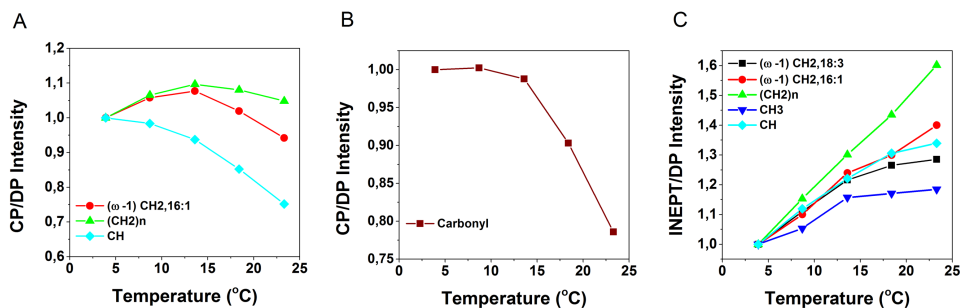 A
CP/DP Intensity
1,2
1,1
1,0
0,9
0,8
0,7
0,6
(ω -1) CH2,16:1
(CH2)n
CH
0 5 10 15 20 25
Temperature (°C)
B
CP/DP Intensity
1,00
0,95
0,90
0,85
0,80
0,75
Carbonyl
0 5 10 15 20 25
Temperature (°C)
C
INEPT/DP Intensity
1,6
1,5
1,4
1,3
1,2
1,1
1,0
(ω -1) CH2,18:3
(ω -1) CH2,16:1
(CH2)n
CH3
CH
0 5 10 15 20 25
Temperature (°C)